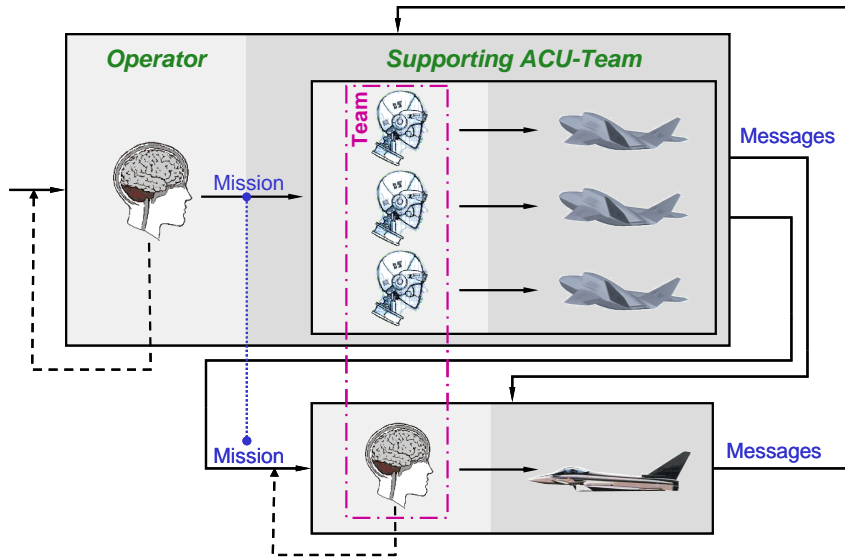 Operator
Supporting ACU-Team
Team
Messages
Mission
Mission
Messages